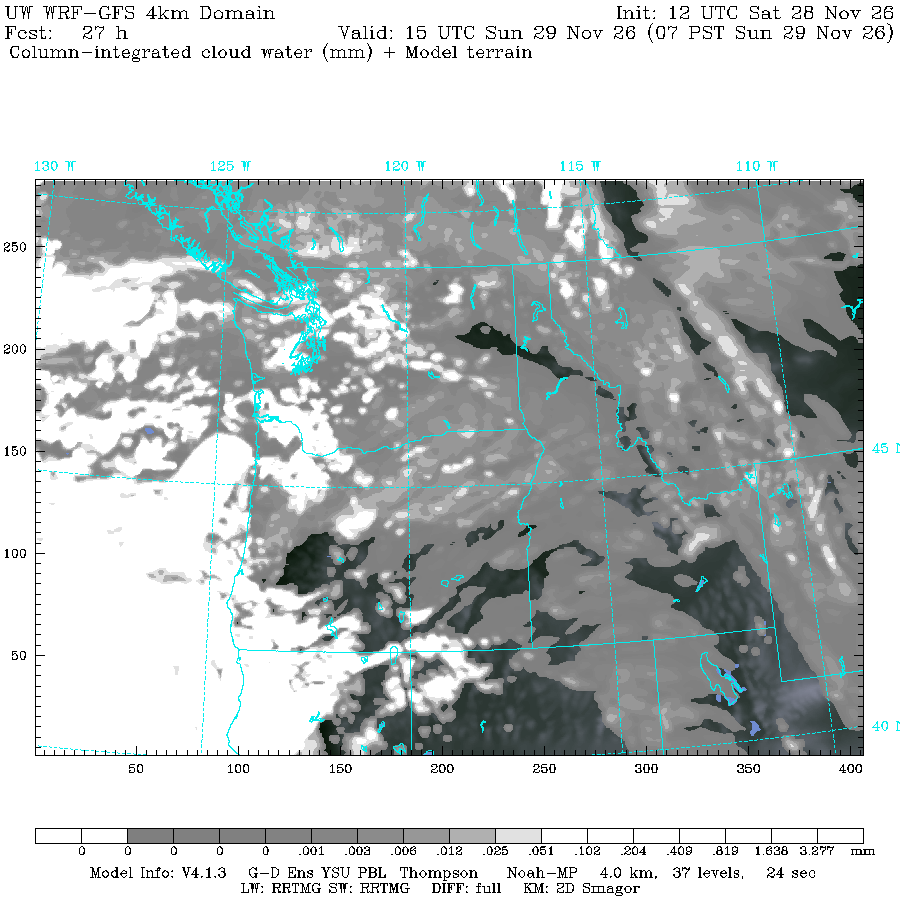 UW WRF-GFS 4km Domain Init: 12 UTC Sat 28 Nov 26
Fcst: 27 h Valid: 15 UTC Sun 29 Nov 26 (07 PST Sun 29 Nov 26)
Column-integrated cloud water (mm) + Model terrain
130 W 125 W 120 W 115 W 110 W
250
200
150
45 N
100
50
40 N
50 100 150 200 250 300 350 400
0 0 0 0 0 .001 .003 .006 .012 .025 .051 .102 .204 .409 .819 1.638 3.277 mm
Model Info: V4.1.3 G-D Ens YSU PBL Thompson Noah-MP 4.0 km, 37 levels, 24 sec
LW: RRTMG SW: RRTMG DIFF: full KM: 2D Smagor